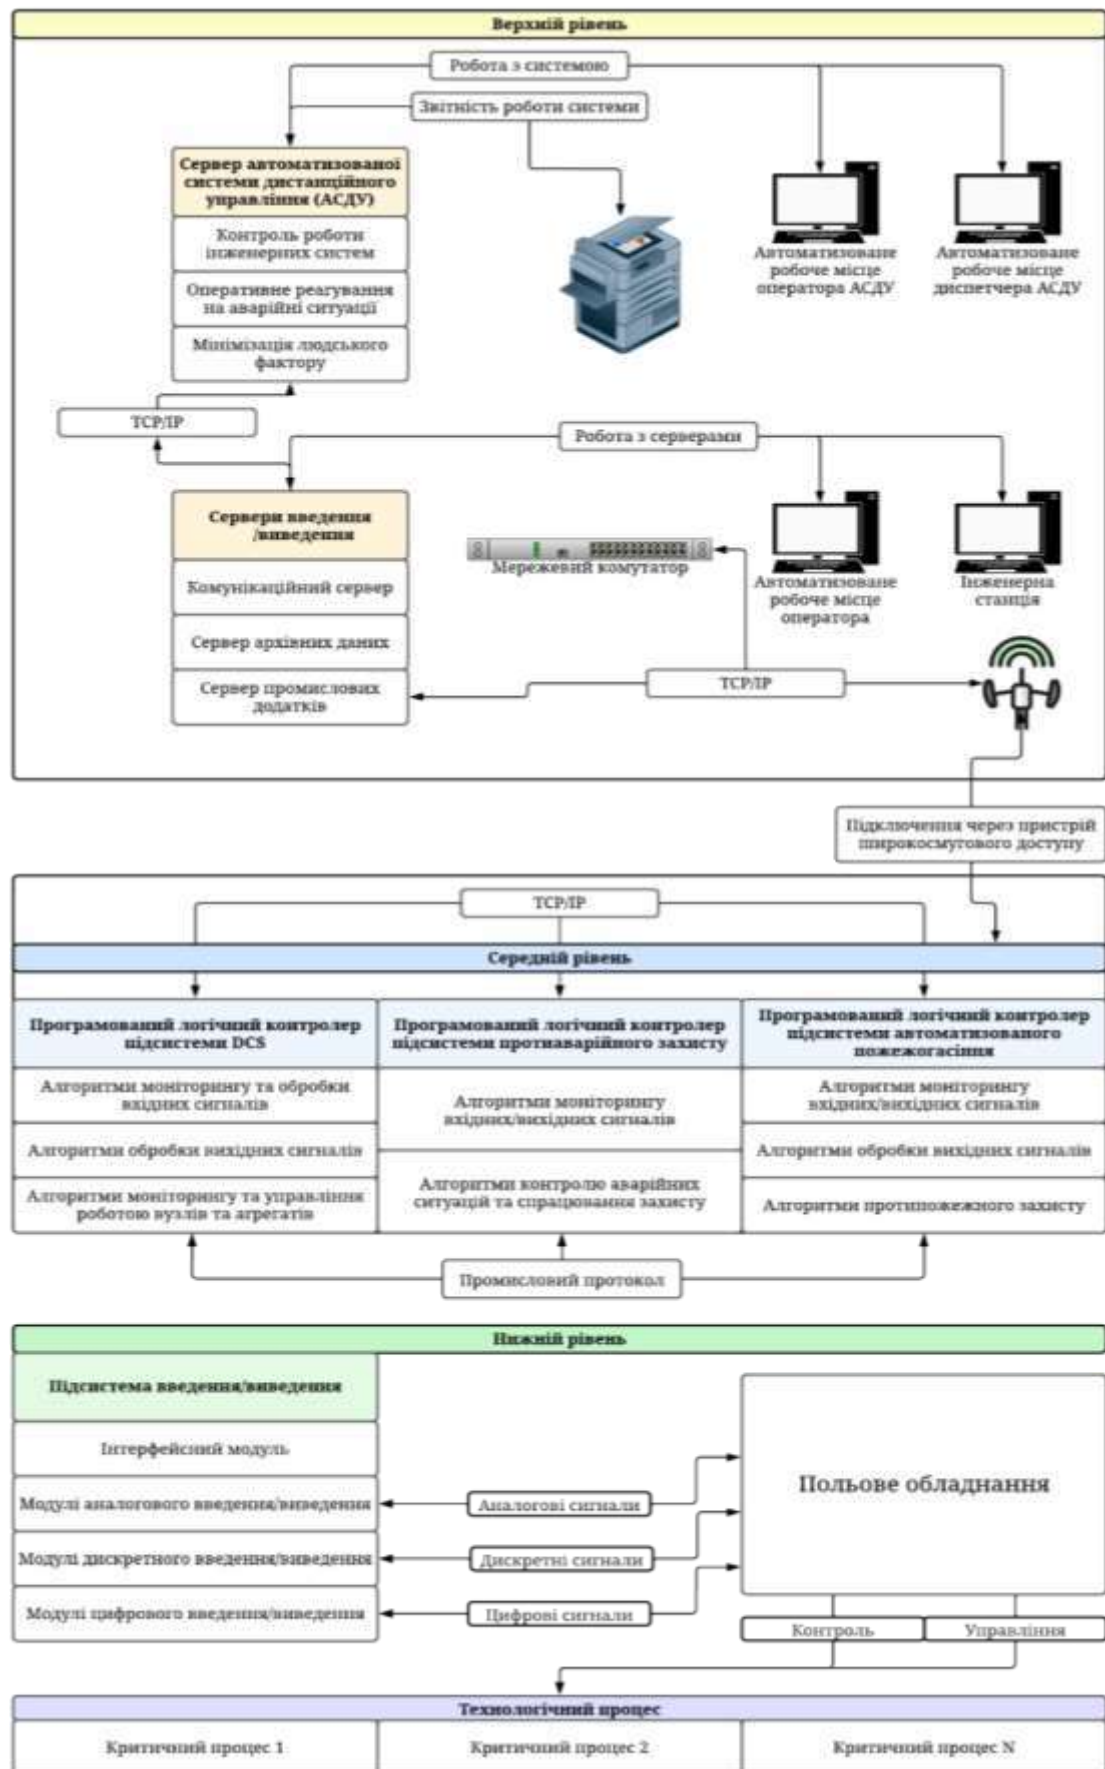 Верхній рівень
Робота з системою
Звітність роботи системи
Сервер автоматизованої
системи дистанційного
управління (АСДУ)
Контроль роботи
інженерних систем
Оперативне реагування
на аварійні ситуації
Мінімізація людського
фактору
Автоматизоване
робоче місце
оператора АСДУ
Автоматизоване
робоче місце
диспетчера АСДУ
TCP/IP
Робота з серверами
Сервери введення
/виведення
Комунікаційний сервер
Сервер архівних даних
Сервер промислових
додатків
Мережевий комутатор
Автоматизоване
робоче місце
оператора
Інженерна
станція
TCP/IP
Підключення через пристрій
широкосмугового доступу
TCP/IP
Середній рівень
Програмований логічний контролер
підсистеми DCS
Алгоритми моніторингу та обробки
вхідних сигналів
Алгоритми обробки вихідних сигналів
Алгоритми моніторингу та управління
роботою вузлів та агрегатів
Програмований логічний контролер
підсистеми протиаварійного захисту
Алгоритми моніторингу
вхідних/вихідних сигналів
Алгоритми контролю аварійних
ситуацій та спрацювання захисту
Програмований логічний контролер
підсистеми автоматизованого
пожежогасіння
Алгоритми моніторингу
вхідних/вихідних сигналів
Алгоритми обробки вихідних сигналів
Алгоритми протипожежного захисту
Промисловий протокол
Нижній рівень
Підсистема введення/виведення
Інтерфейсний модуль
Модулі аналогового введення/виведення
Модулі дискретного введення/виведення
Модулі цифрового введення/виведення
Аналогові сигнали
Дискретні сигнали
Цифрові сигнали
Польове обладнання
Контроль
Управління
Технологічний процес
Критичний процес 1
Критичний процес 2
Критичний процес N